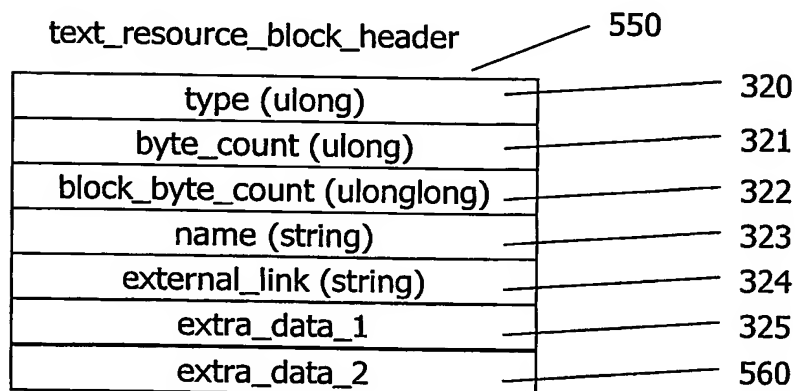 text_resource_block_header 550
type (ulong) 320
byte_count (ulong) 321
block_byte_count (ulonglong) 322
name (string) 323
external_link (string) 324
extra_data_1 325
extra_data_2 560